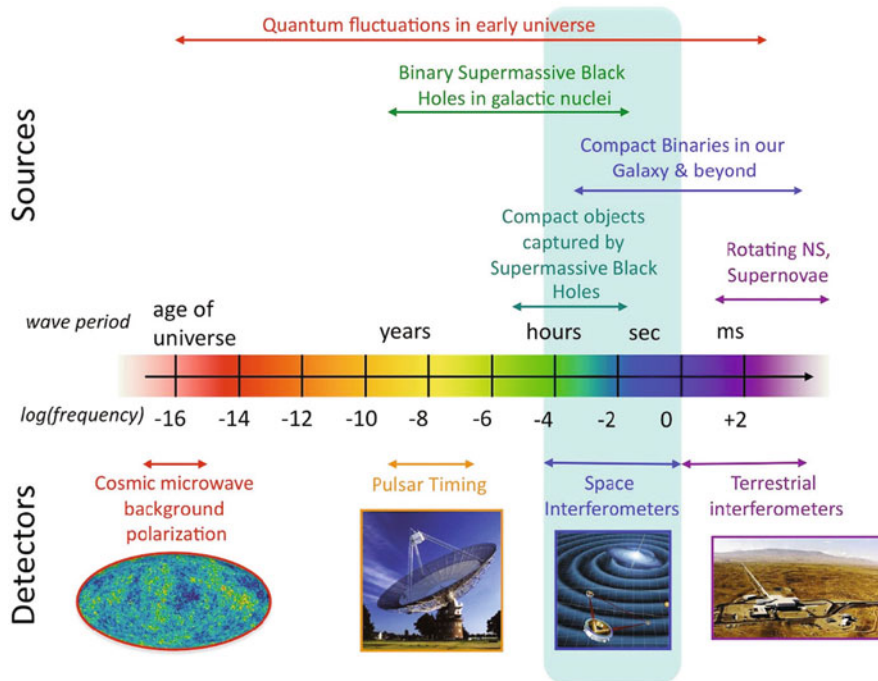 Quantum fluctuations in early universe
Sources
Binary Supermassive Black
Holes in galactic nuclei
Compact Binaries in our
Galaxy & beyond
Compact objects
captured by
Supermassive Black
Holes
Rotating NS,
Supernovae
wave period
age of
universe
years
hours
sec
ms
log(frequency)
-16
-14
-12
-10
-8
-6
-4
-2
0
+2
Detectors
Cosmic microwave
background
polarization
Pulsar Timing
Space
Interferometers
Terrestrial
interferometers